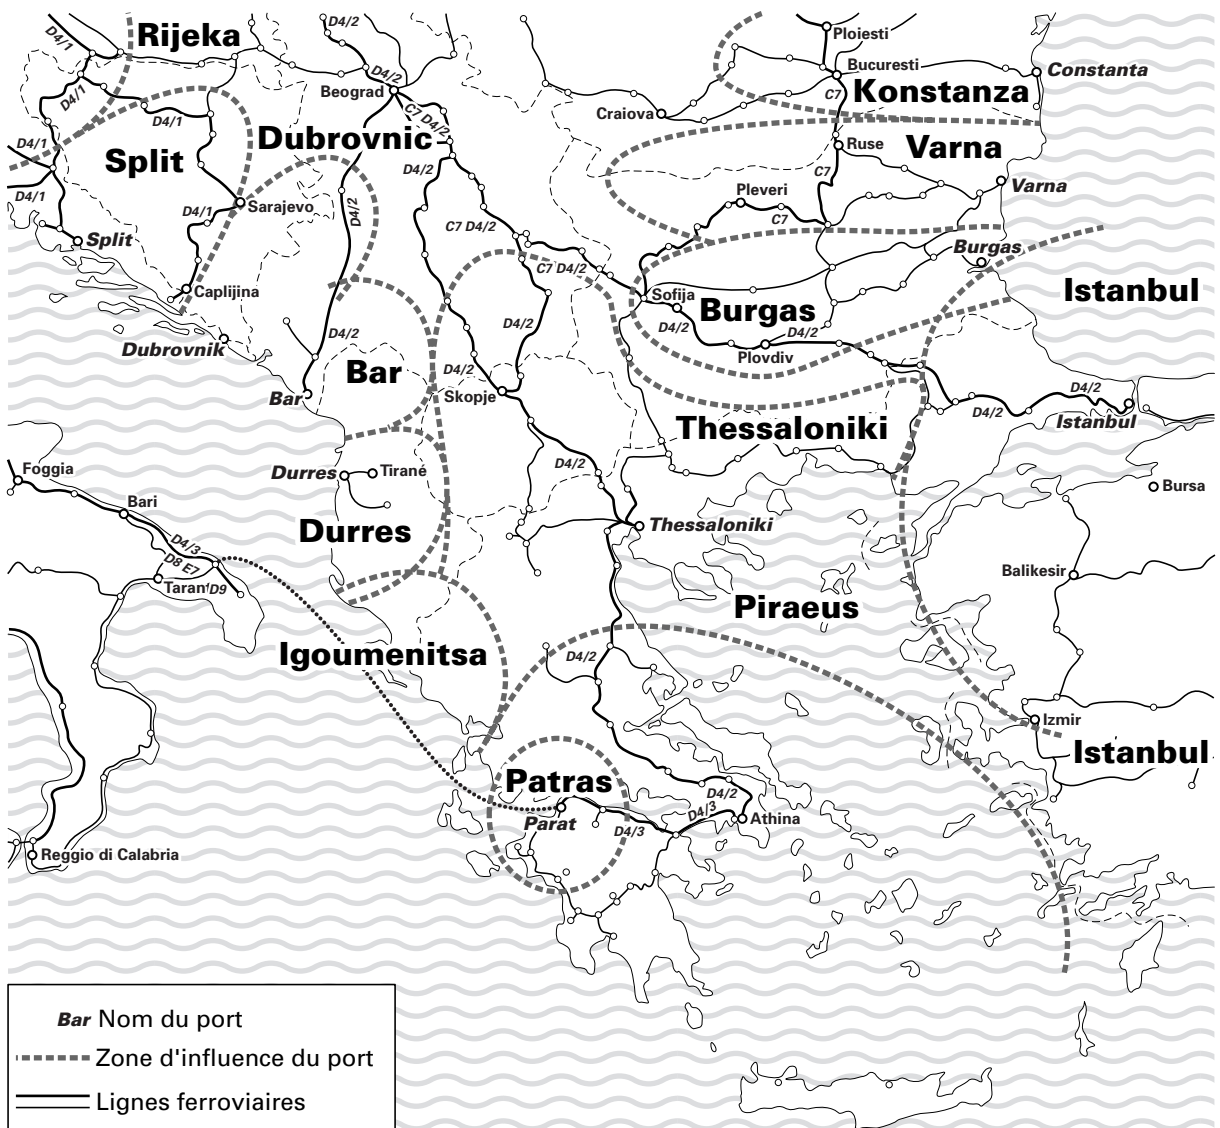 D4/1
Rijeka
D4/2
Ploiesti
Bucuresti
Constanta
D4/2
Beograd
D4/1
C7
Konstanza
D4/1
C7 D4/2
Craiova
Dubrovnic
D4/1
Split
D4/2
Ruse
Varna
C7
D4/1
Pleveri
Varna
D4/1
Sarajevo
D4/2
C7
Split
C7 D4/2
Burgas
C7 D4/2
Caplijina
Sofija
Burgas
Istanbul
D4/2
D4/2
D4/2
D4/2
Dubrovnik
Plovdiv
Bar
D4/2
Bar
Skopje
D4/2
D4/2
Istanbul
Thessaloniki
Foggia
Durres
Tirané
D4/2
Bursa
Bari
Durres
Thessaloniki
D4/3
D8 E7
Balikesir
D9
Piraeus
Igoumenitsa
D4/2
Izmir
Istanbul
Patras
D4/2
D4/3
Parat
D4/3
Athina
Reggio di Calabria
Bar Nom du port
Zone d'influence du port
Lignes ferroviaires